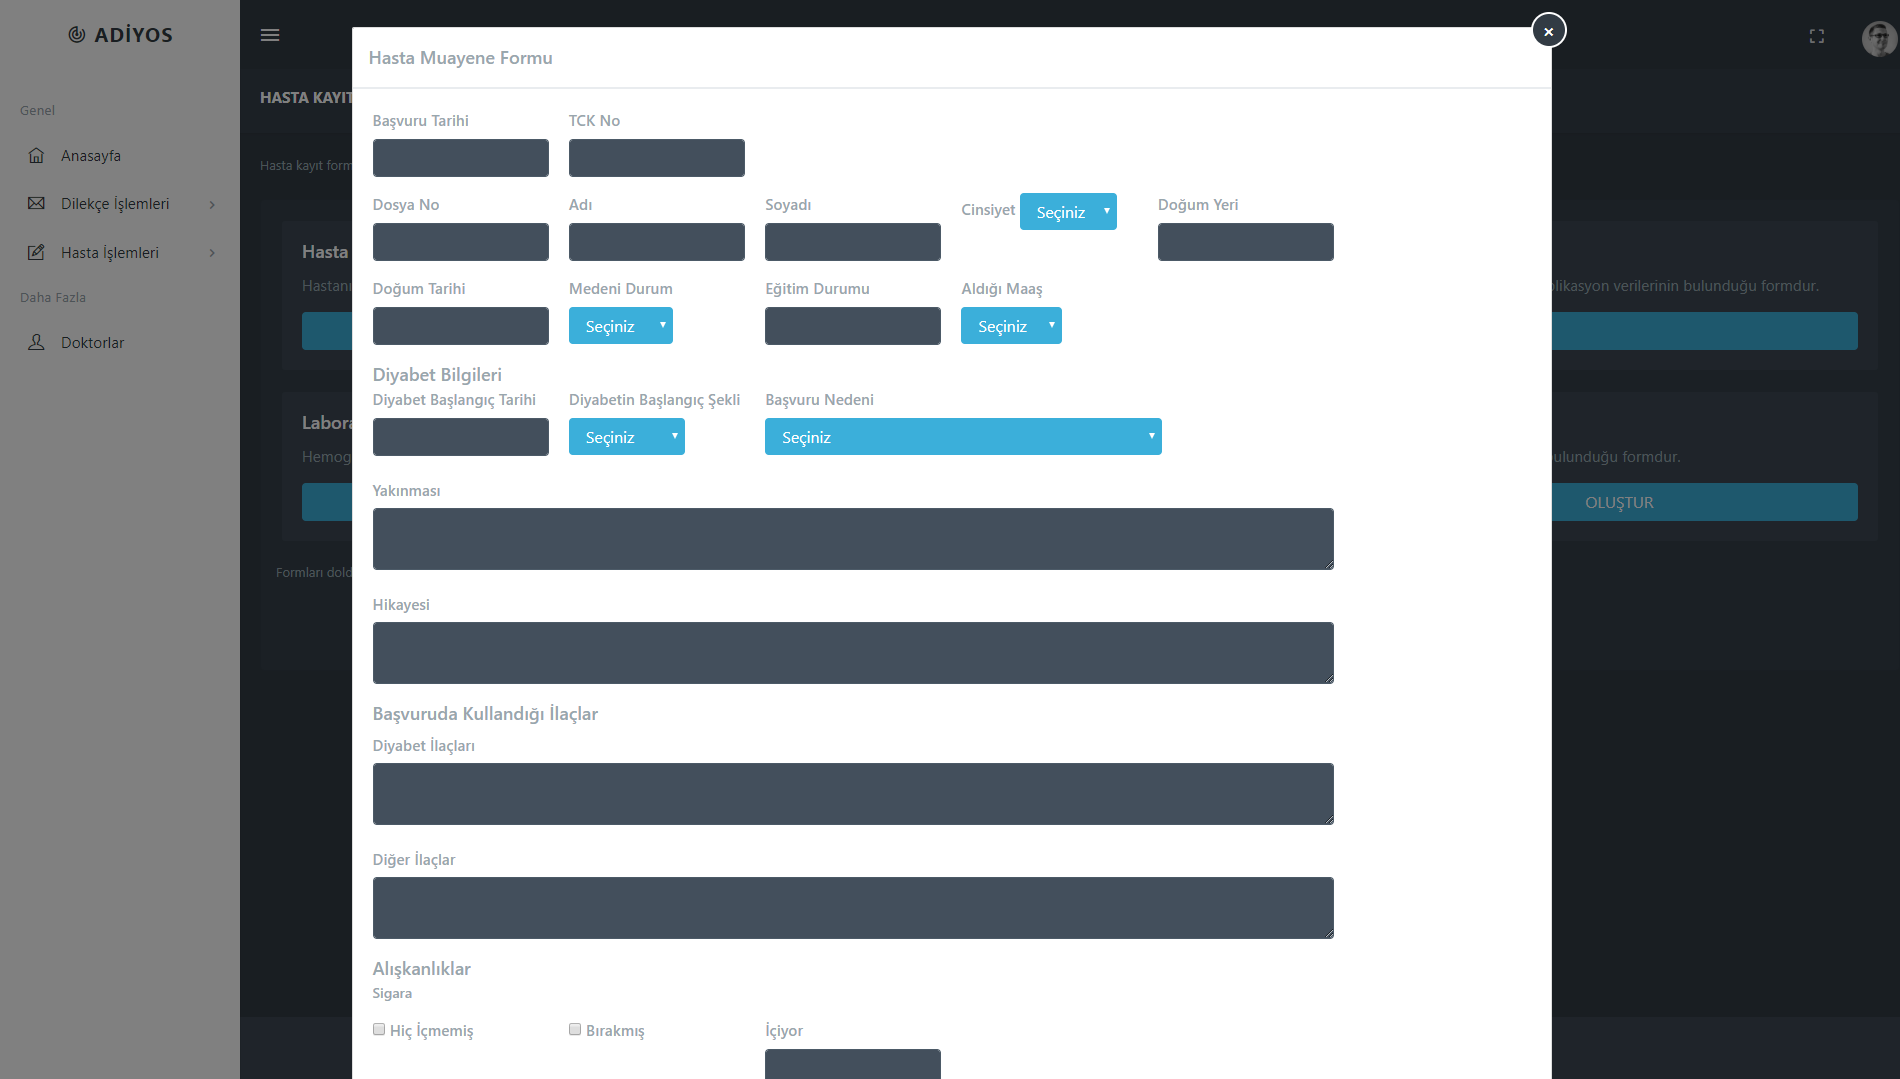 ADİYOS
Genel
Anasayfa
Dilekçe İşlemleri
Hasta İşlemleri
Daha Fazla
Doktorlar
HASTA KAYIT
Hasta kayıt form
Hasta
Hastanı
Labora
Hemog
Formları dold
Hasta Muayene Formu
×
Başvuru Tarihi TCK No
Dosya No Adı Soyadı Cinsiyet Seçiniz Doğum Yeri
Doğum Tarihi Medeni Durum Eğitim Durumu Aldığı Maaş
Seçiniz Seçiniz
Diyabet Bilgileri
Diyabet Başlangıç Tarihi Diyabetin Başlangıç Şekli Başvuru Nedeni
Seçiniz Seçiniz
Yakınması
Hikayesi
Başvuruda Kullandığı İlaçlar
Diyabet İlaçları
Diğer İlaçlar
Alışkanlıklar
Sigara
Hiç İçmemiş Bırakmış İçiyor
plikasyon verilerinin bulunduğu formdur.
ulunduğu formdur.
OLUŞTUR